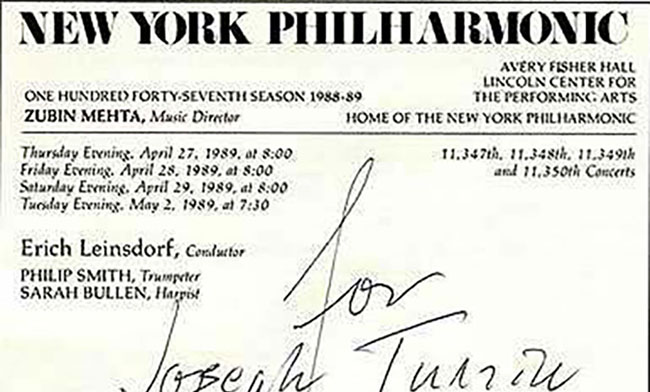 NEW YORK PHILHARMONIC
AVERY FISHER HALL
LINCOLN CENTER FOR
ONE HUNDRED FORTY-SEVENTH SEASON 1988-89 THE PERFORMING ARTS
ZUBIN MEHTA, Music Director HOME OF THE NEW YORK PHILHARMONIC
Thursday Evening, April 27, 1989, at 8:00 11,347th, 11,348th, 11,349th
Friday Evening, April 28, 1989, at 8:00 and 11,350th Concerts
Saturday Evening, April 29, 1989, at 8:00
Tuesday Evening, May 2, 1989, at 7:30
Erich Leinsdorf, Conductor
PHILIP SMITH, Trumpeter
SARAH BULLEN, Harpist
for
Joseph Turrin